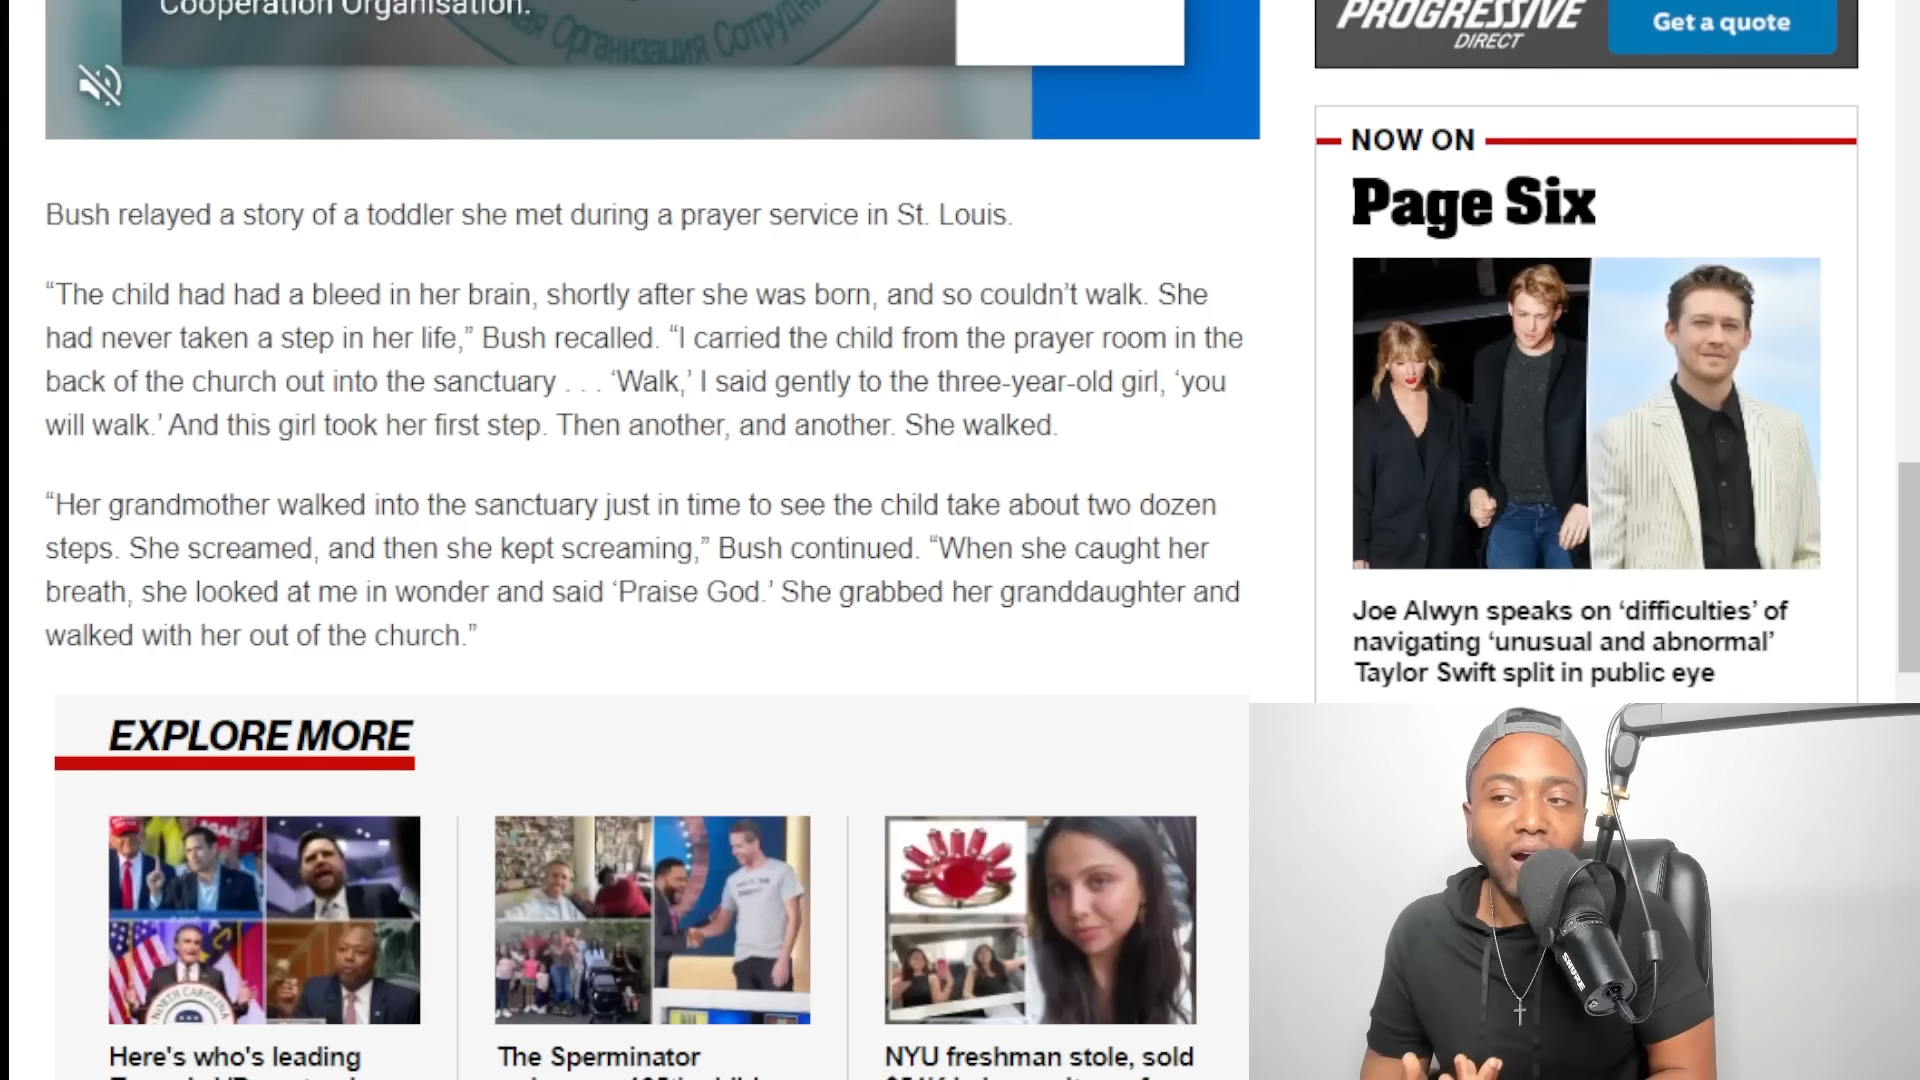 Cooperation Organisation.
ная Организация Сотрудни
PROGRESSIVE
DIRECT
Get a quote
Bush relayed a story of a toddler she met during a prayer service in St. Louis.
“The child had had a bleed in her brain, shortly after she was born, and so couldn’t walk. She
had never taken a step in her life,” Bush recalled. “I carried the child from the prayer room in the
back of the church out into the sanctuary . . . ‘Walk,’ I said gently to the three-year-old girl, ‘you
will walk.’ And this girl took her first step. Then another, and another. She walked.
“Her grandmother walked into the sanctuary just in time to see the child take about two dozen
steps. She screamed, and then she kept screaming,” Bush continued. “When she caught her
breath, she looked at me in wonder and said ‘Praise God.’ She grabbed her granddaughter and
walked with her out of the church.”
NOW ON
Page Six
Joe Alwyn speaks on ‘difficulties’ of
navigating ‘unusual and abnormal’
Taylor Swift split in public eye
EXPLORE MORE
NORTH CAROLINA
Here's who's leading
The Sperminator
NYU freshman stole, sold
SHURE